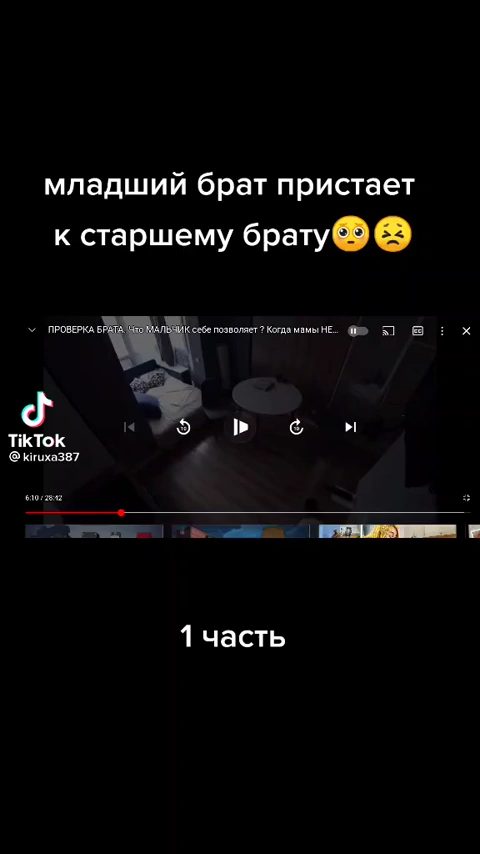 младший брат пристает
к старшему брату🥺😣
ПРОВЕРКА БРАТА. Что МАЛЬЧИК себе позволяет ? Когда мамы НЕ...
TikTok
@kiruxa387
6:10 / 28:42
1 часть